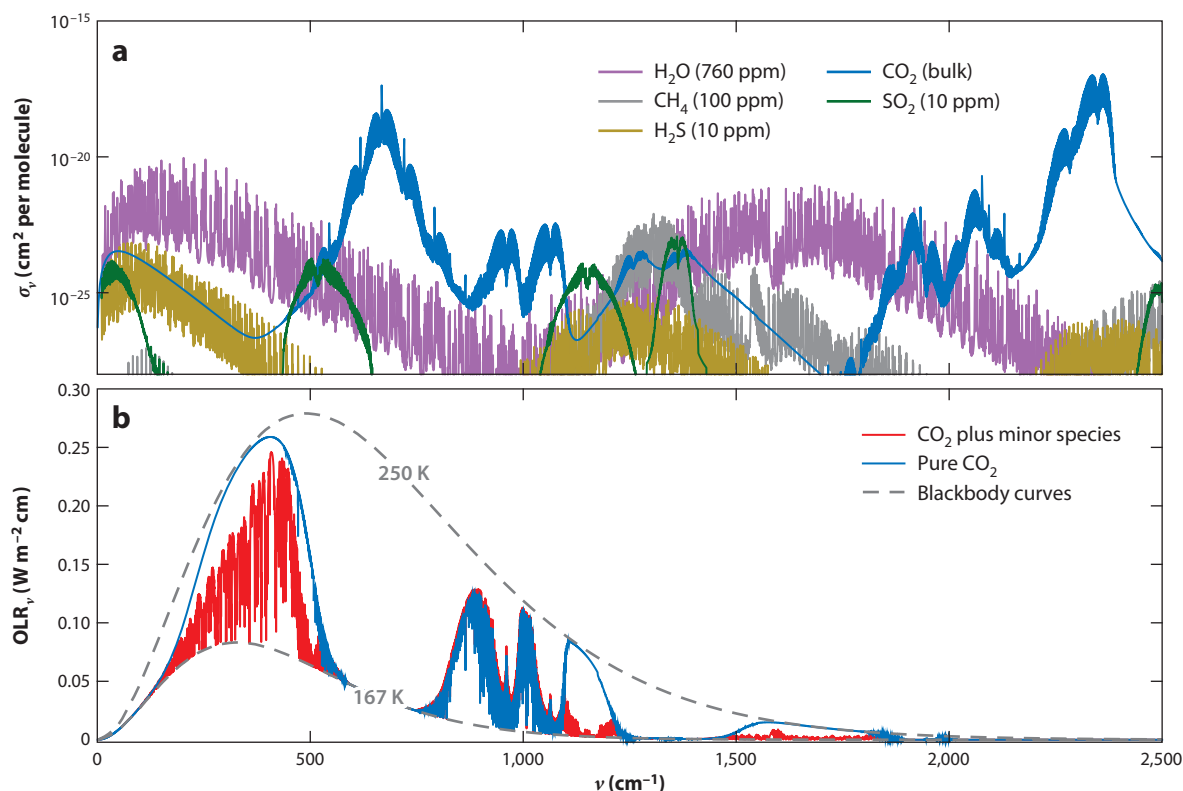 10⁻¹⁵
a
H₂O (760 ppm)
CO₂ (bulk)
CH₄ (100 ppm)
SO₂ (10 ppm)
H₂S (10 ppm)
10⁻²⁰
10⁻²⁵
σᵥ (cm² per molecule)
0.30
b
CO₂ plus minor species
Pure CO₂
Blackbody curves
250 K
0.25
0.20
0.15
0.10
0.05
0
167 K
OLRᵥ (W m⁻² cm)
0
500
1,000
1,500
2,000
2,500
ν (cm⁻¹)